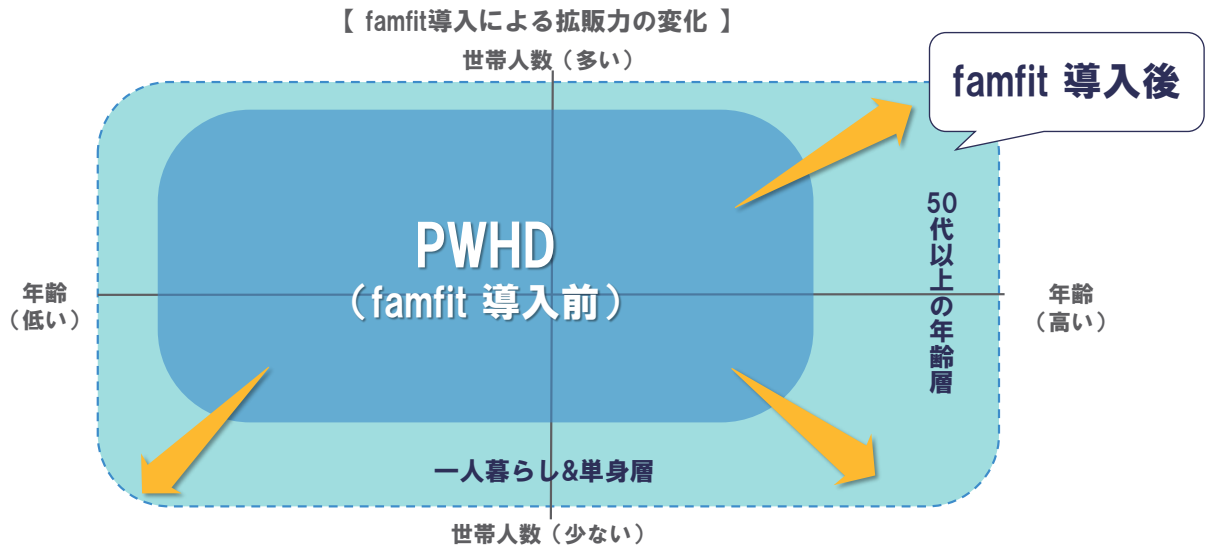 【 famfit導入による拡販力の変化 】
世帯人数（多い）
famfit 導入後
PWHD
（famfit 導入前）
50代以上の年齢層
年齢
（低い）
年齢
（高い）
一人暮らし&単身層
世帯人数（少ない）